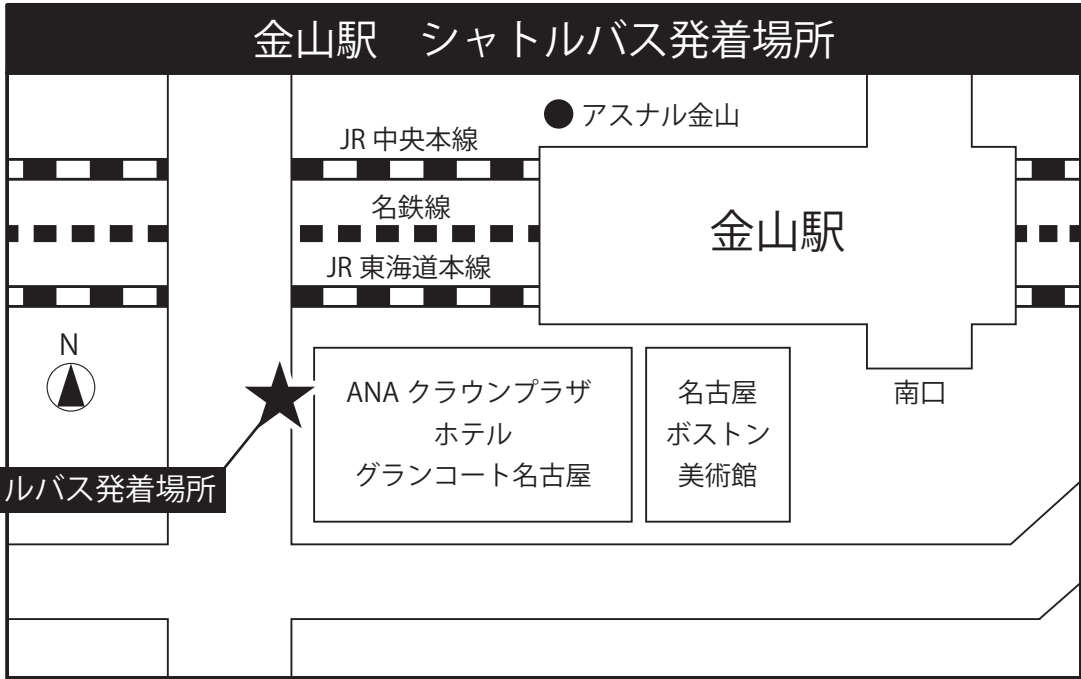 金山駅　シャトルバス発着場所
アスナル金山
JR 中央本線
名鉄線
金山駅
JR 東海道本線
N
ANA クラウンプラザ
ホテル
グランコート名古屋
名古屋
ボストン
美術館
南口
ルバス発着場所